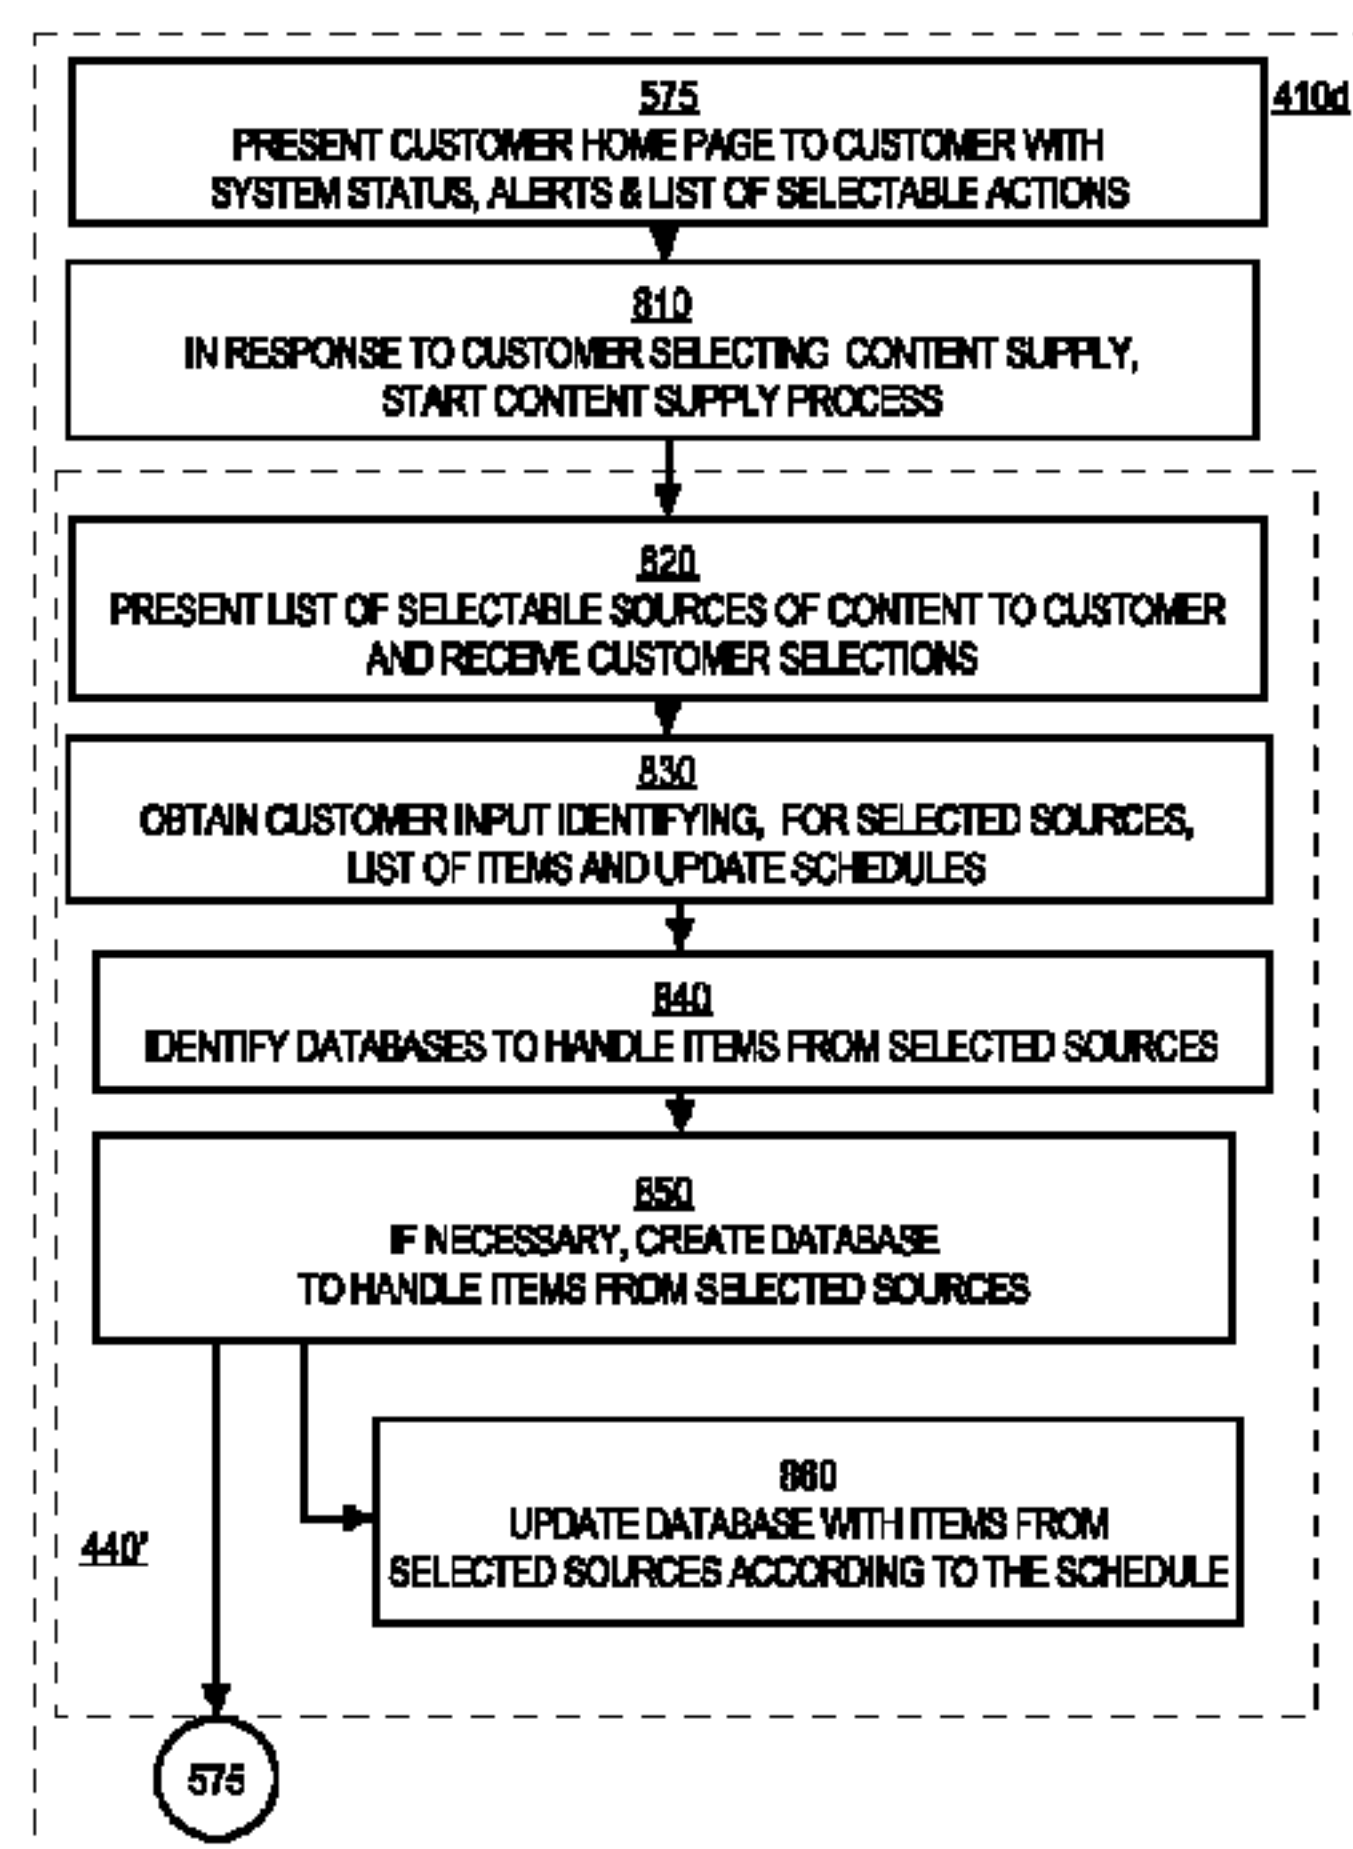 575
410d
PRESENT CUSTOMER HOME PAGE TO CUSTOMER WITH
SYSTEM STATUS, ALERTS & LIST OF SELECTABLE ACTIONS
810
IN RESPONSE TO CUSTOMER SELECTING CONTENT SUPPLY,
START CONTENT SUPPLY PROCESS
820
PRESENT LIST OF SELECTABLE SOURCES OF CONTENT TO CUSTOMER
AND RECEIVE CUSTOMER SELECTIONS
830
OBTAIN CUSTOMER INPUT IDENTIFYING, FOR SELECTED SOURCES,
LIST OF ITEMS AND UPDATE SCHEDULES
840
IDENTIFY DATABASES TO HANDLE ITEMS FROM SELECTED SOURCES
850
IF NECESSARY, CREATE DATABASE
TO HANDLE ITEMS FROM SELECTED SOURCES
860
UPDATE DATABASE WITH ITEMS FROM
SELECTED SOURCES ACCORDING TO THE SCHEDULE
440'
575